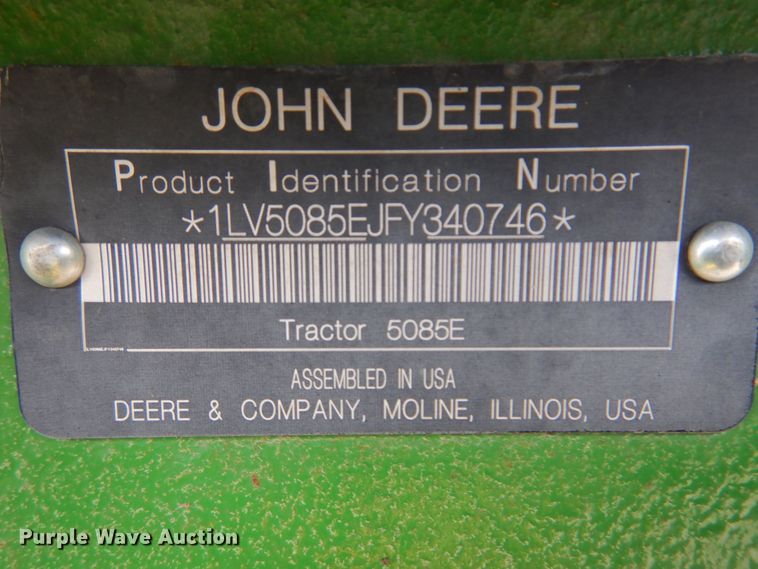 JOHN DEERE
Product Identification Number
*1LV5085EJFY340746*
Tractor 5085E
ASSEMBLED IN USA
DEERE & COMPANY, MOLINE, ILLINOIS, USA
Purple Wave Auction